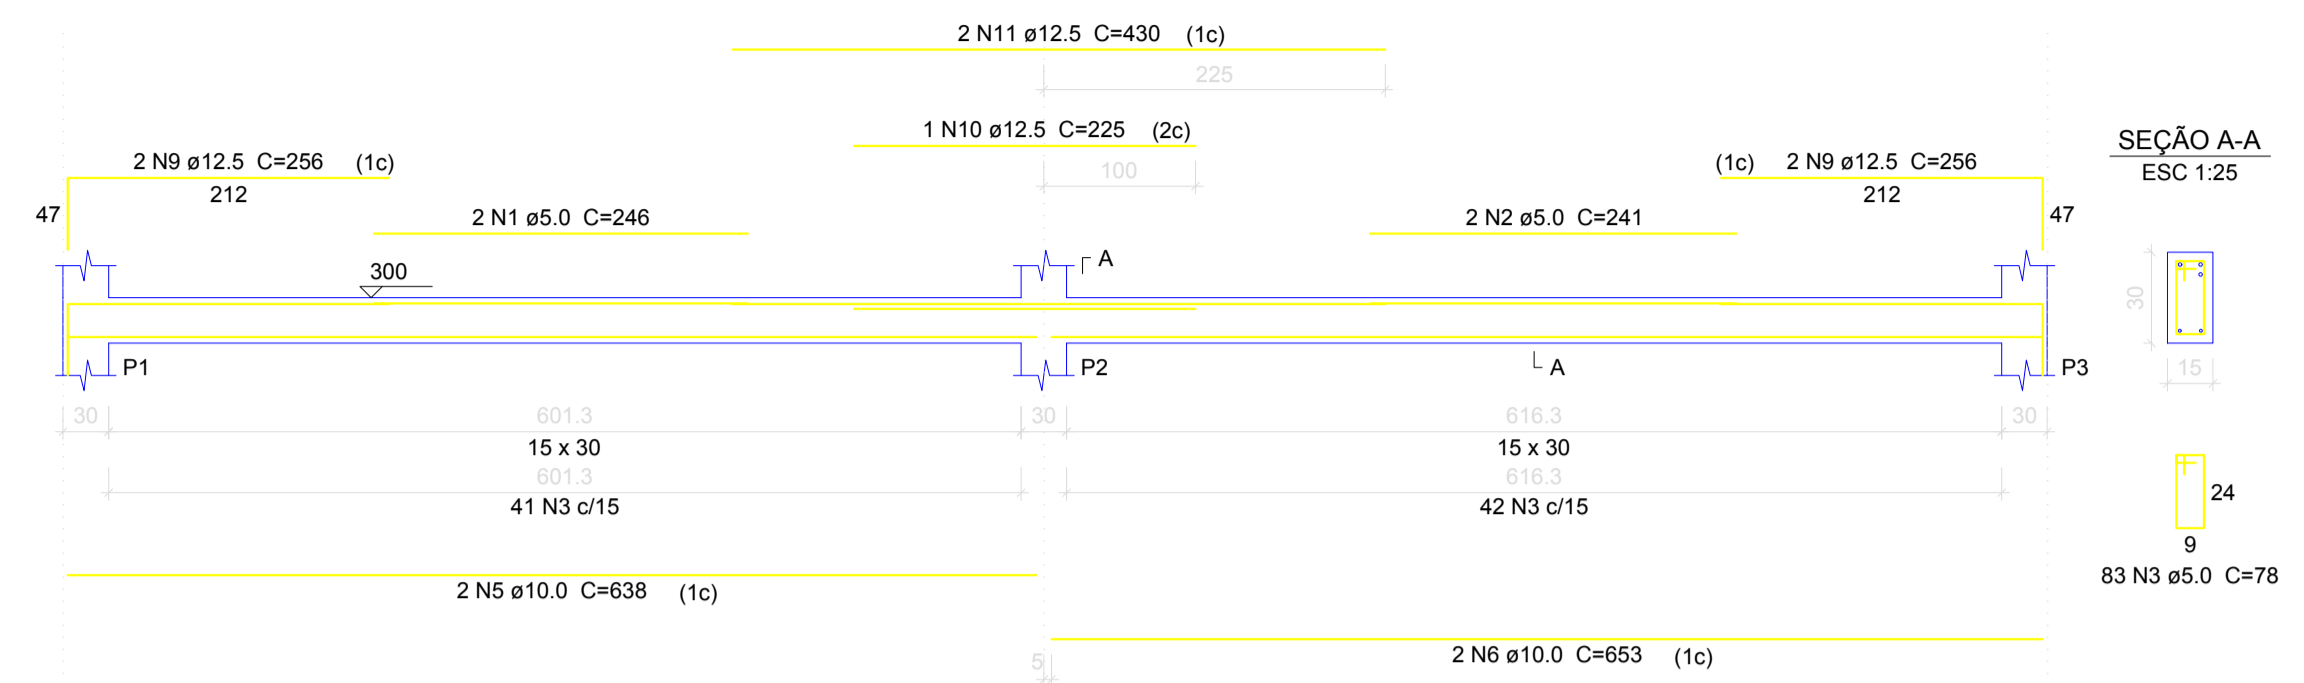 2 N11 ø12.5 C=430 (1c)
225
1 N10 ø12.5 C=225 (2c)
100
2 N9 ø12.5 C=256 (1c)
212
47
(1c) 2 N9 ø12.5 C=256
212
47
2 N1 ø5.0 C=246
2 N2 ø5.0 C=241
300
A
A
P1
P2
P3
30
601.3
30
616.3
30
15 x 30
15 x 30
601.3
616.3
41 N3 c/15
42 N3 c/15
2 N5 ø10.0 C=638 (1c)
5
2 N6 ø10.0 C=653 (1c)
SEÇÃO A-A
ESC 1:25
30
15
24
9
83 N3 ø5.0 C=78